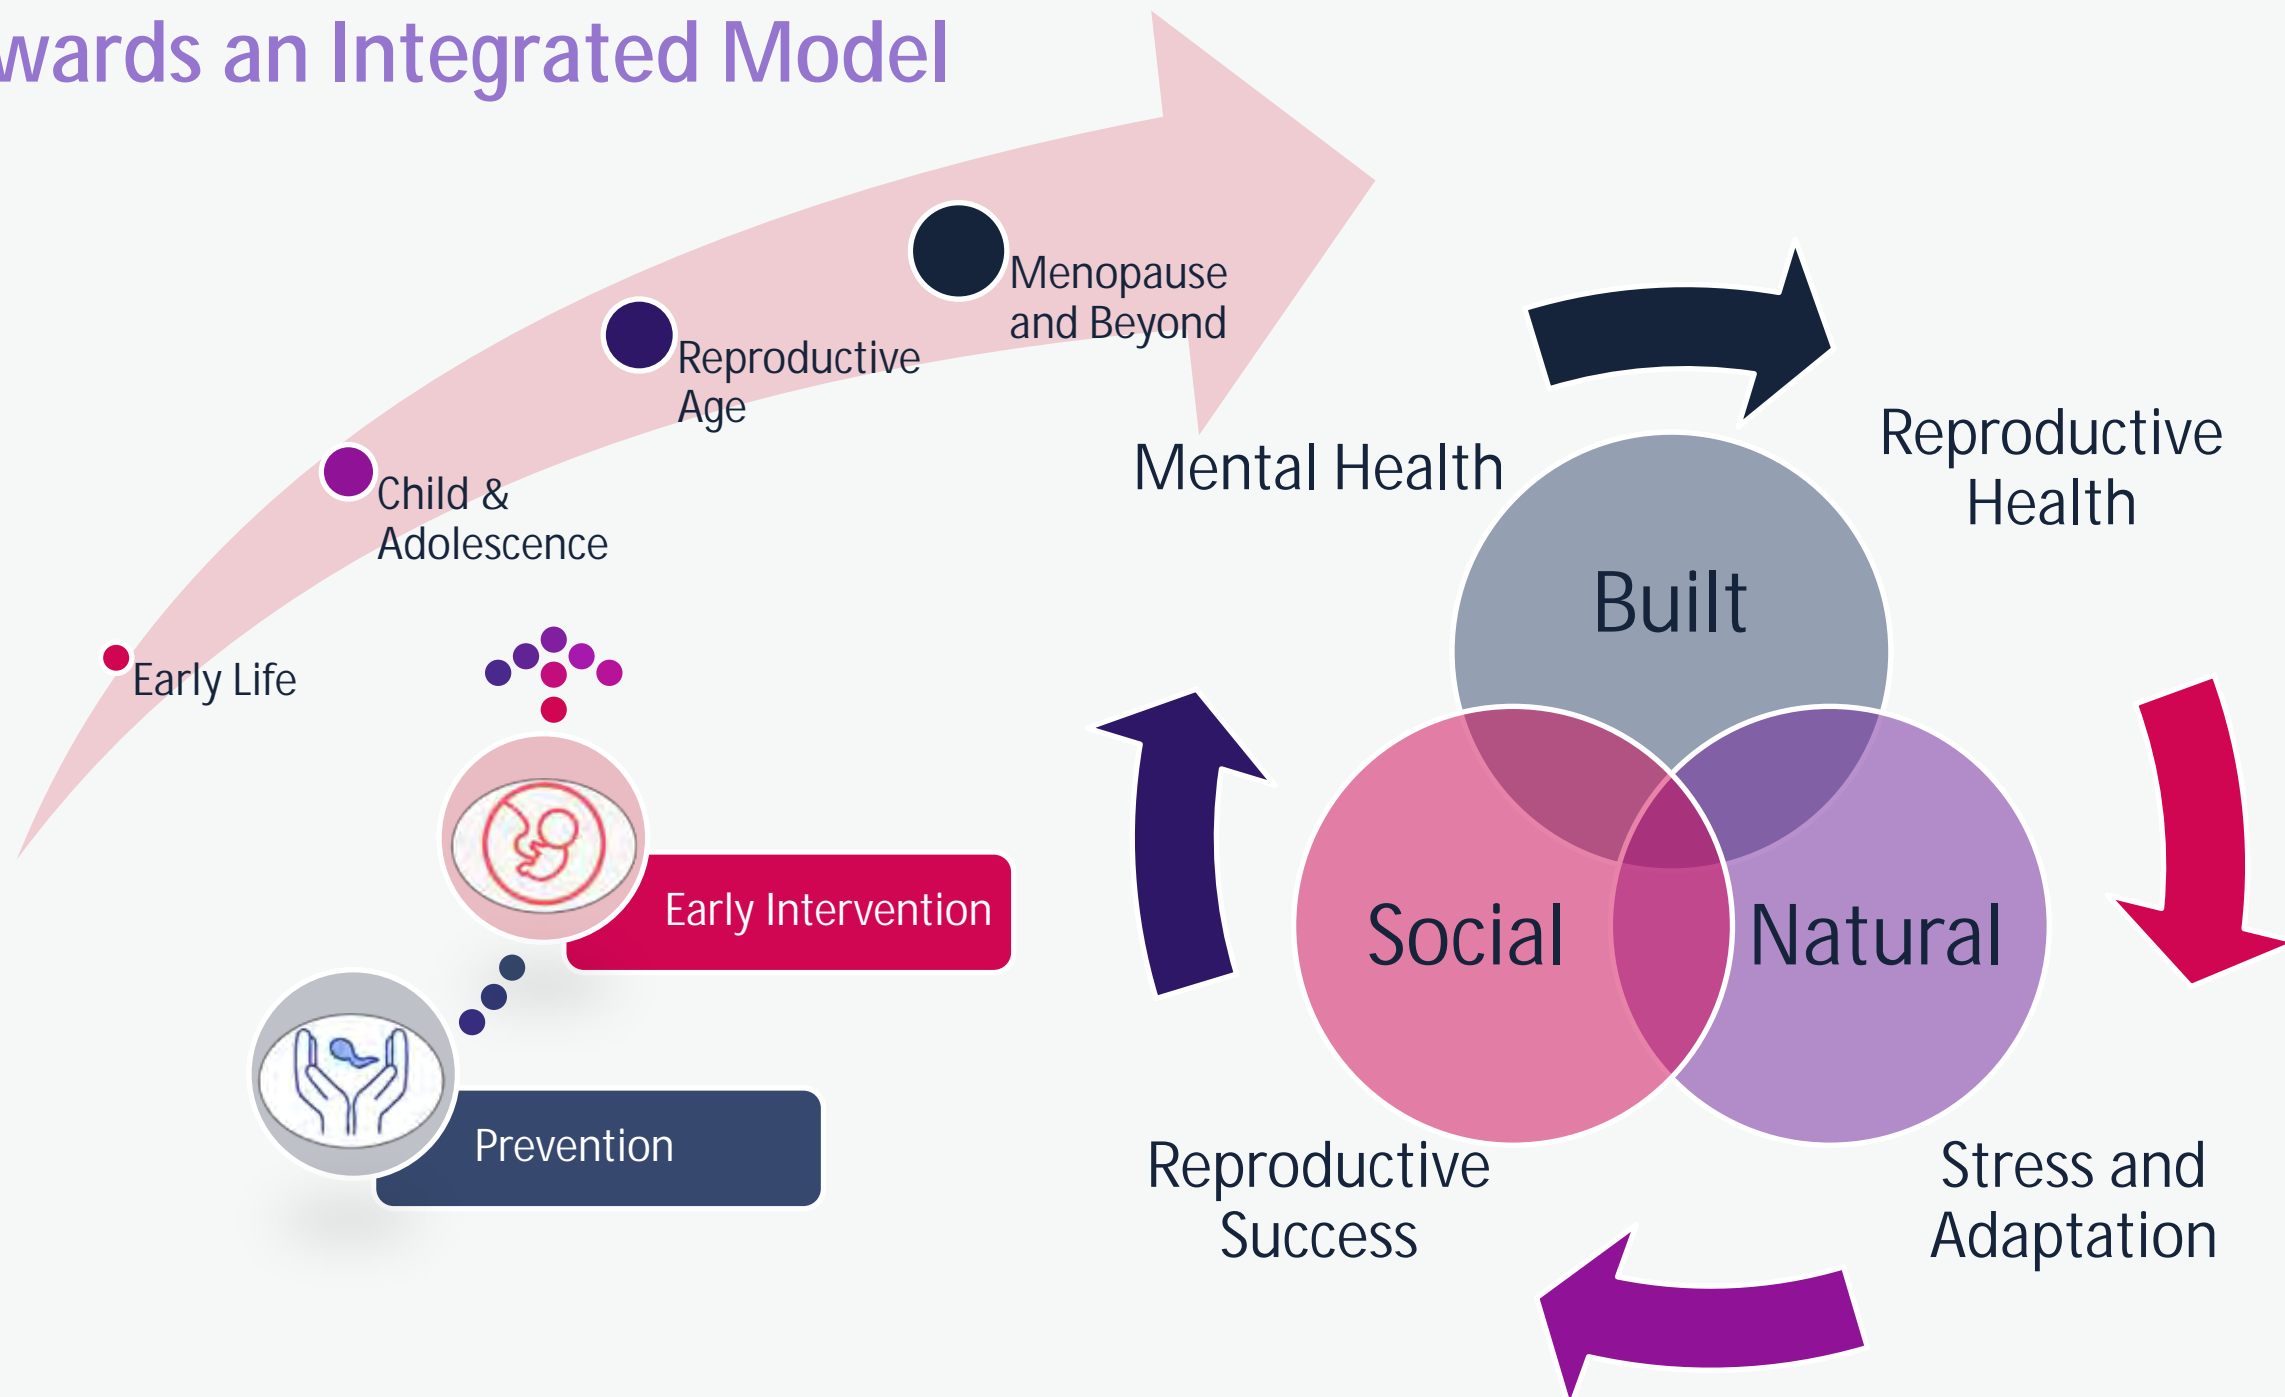 wards an Integrated Model
Menopause
and Beyond
Reproductive
Age
Child &
Adolescence
Early Life
Early Intervention
Prevention
Mental Health
Reproductive
Health
Built
Social
Natural
Reproductive
Success
Stress and
Adaptation